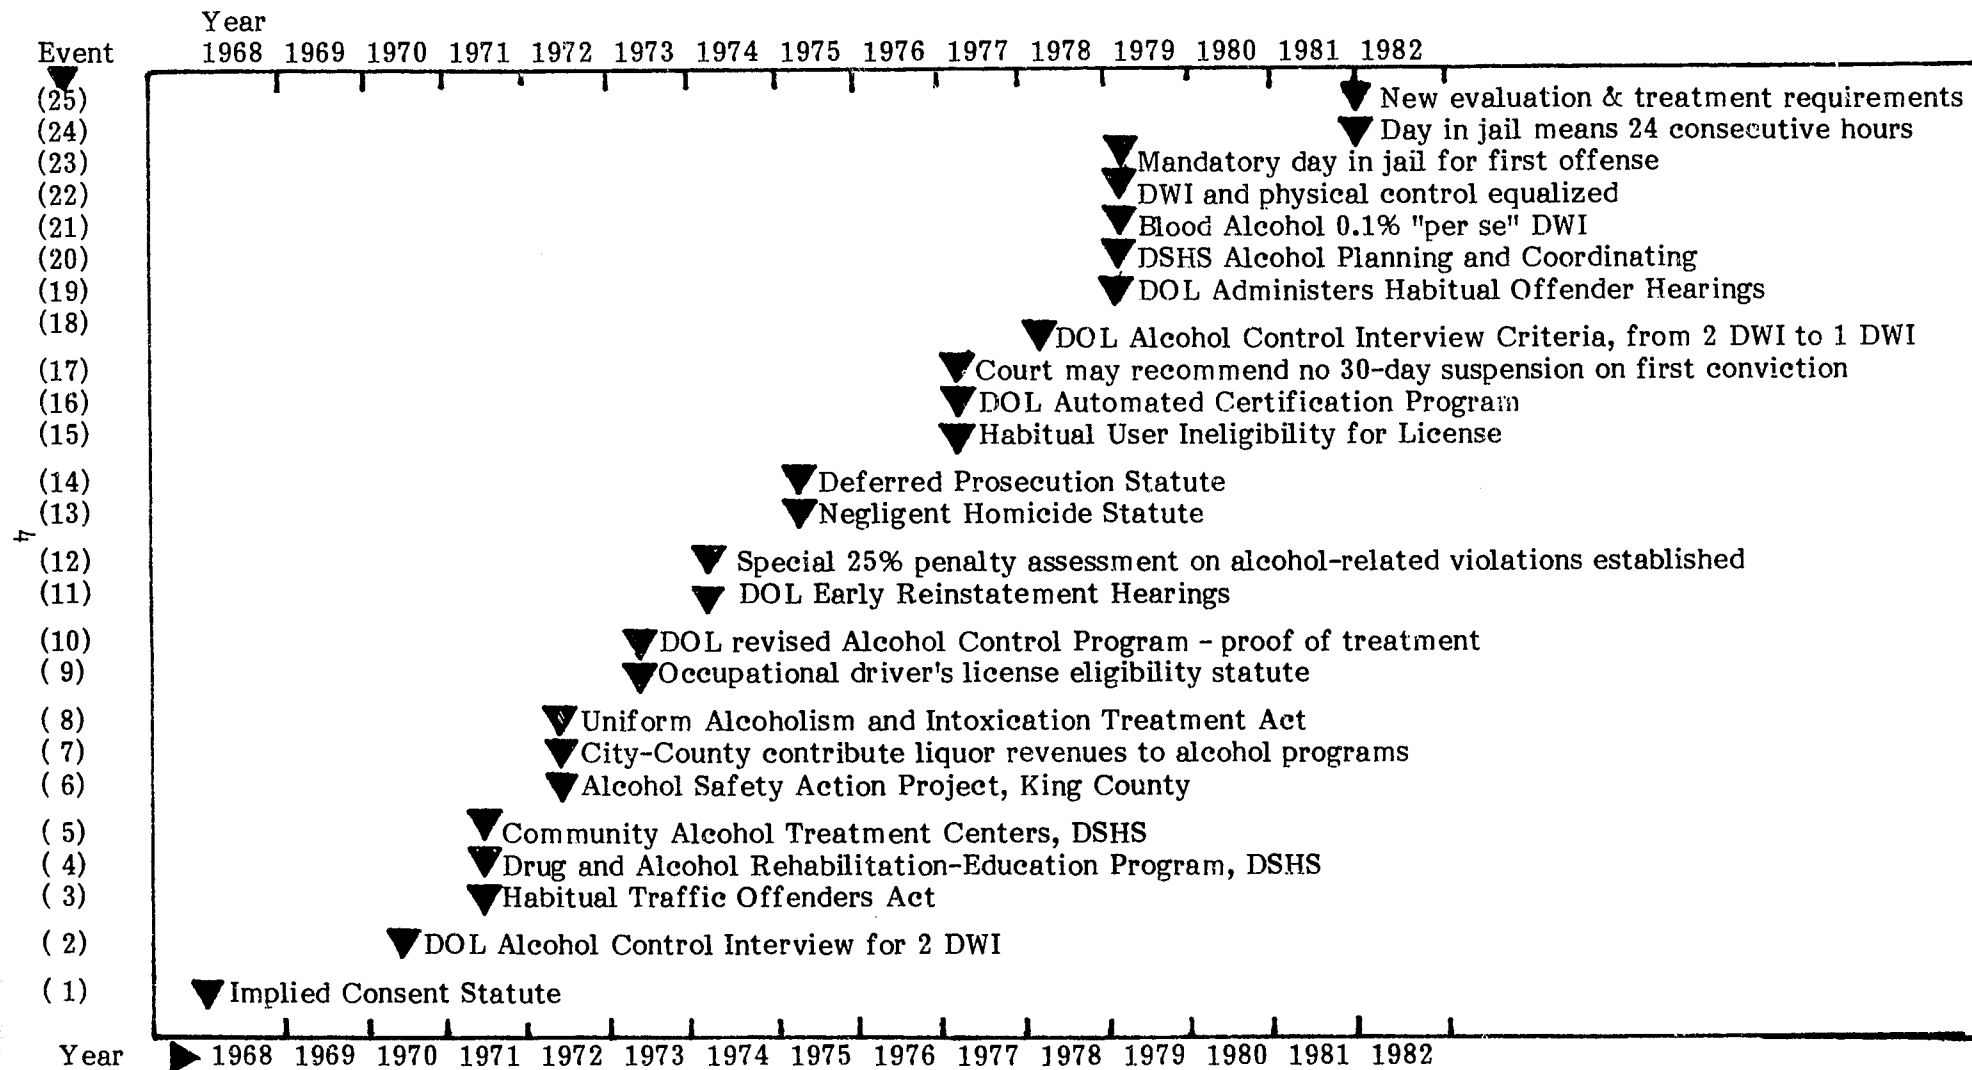 Year
Event 1968 1969 1970 1971 1972 1973 1974 1975 1976 1977 1978 1979 1980 1981 1982
(25) New evaluation & treatment requirements
(24) Day in jail means 24 consecutive hours
(23) Mandatory day in jail for first offense
(22) DWI and physical control equalized
(21) Blood Alcohol 0.1% "per se" DWI
(20) DSHS Alcohol Planning and Coordinating
(19) DOL Administers Habitual Offender Hearings
(18) DOL Alcohol Control Interview Criteria, from 2 DWI to 1 DWI
(17) Court may recommend no 30-day suspension on first conviction
(16) DOL Automated Certification Program
(15) Habitual User Ineligibility for License
(14) Deferred Prosecution Statute
(13) Negligent Homicide Statute
4
(12) Special 25% penalty assessment on alcohol-related violations established
(11) DOL Early Reinstatement Hearings
(10) DOL revised Alcohol Control Program - proof of treatment
( 9) Occupational driver's license eligibility statute
( 8) Uniform Alcoholism and Intoxication Treatment Act
( 7) City-County contribute liquor revenues to alcohol programs
( 6) Alcohol Safety Action Project, King County
( 5) Community Alcohol Treatment Centers, DSHS
( 4) Drug and Alcohol Rehabilitation-Education Program, DSHS
( 3) Habitual Traffic Offenders Act
( 2) DOL Alcohol Control Interview for 2 DWI
( 1) Implied Consent Statute
Year 1968 1969 1970 1971 1972 1973 1974 1975 1976 1977 1978 1979 1980 1981 1982